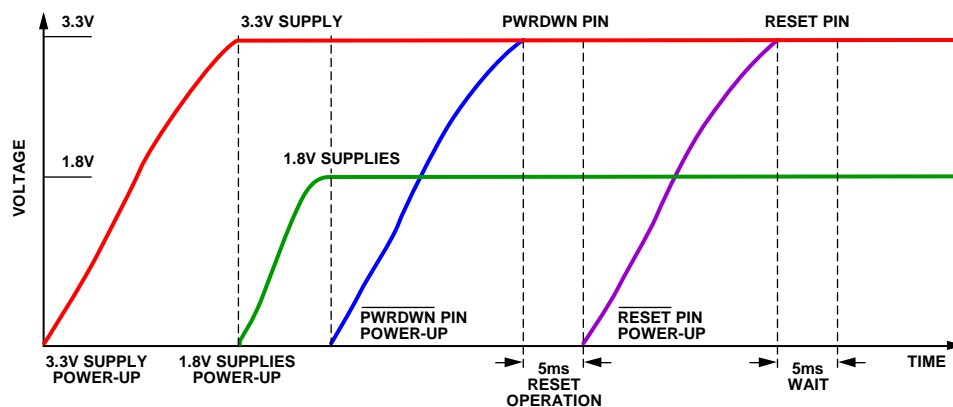 3.3V
3.3V SUPPLY
PWRDWN PIN
RESET PIN
1.8V
1.8V SUPPLIES
VOLTAGE
PWRDWN PIN
POWER-UP
RESET PIN
POWER-UP
3.3V SUPPLY
POWER-UP
1.8V SUPPLIES
POWER-UP
5ms
RESET
OPERATION
5ms
WAIT
TIME